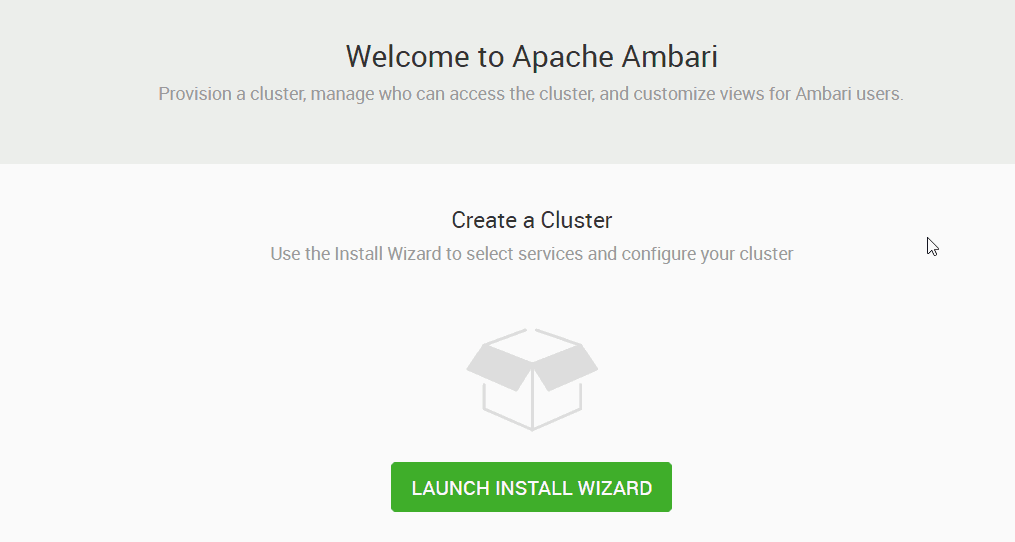 Welcome to Apache Ambari
Provision a cluster, manage who can access the cluster, and customize views for Ambari users.
Create a Cluster
Use the Install Wizard to select services and configure your cluster
LAUNCH INSTALL WIZARD